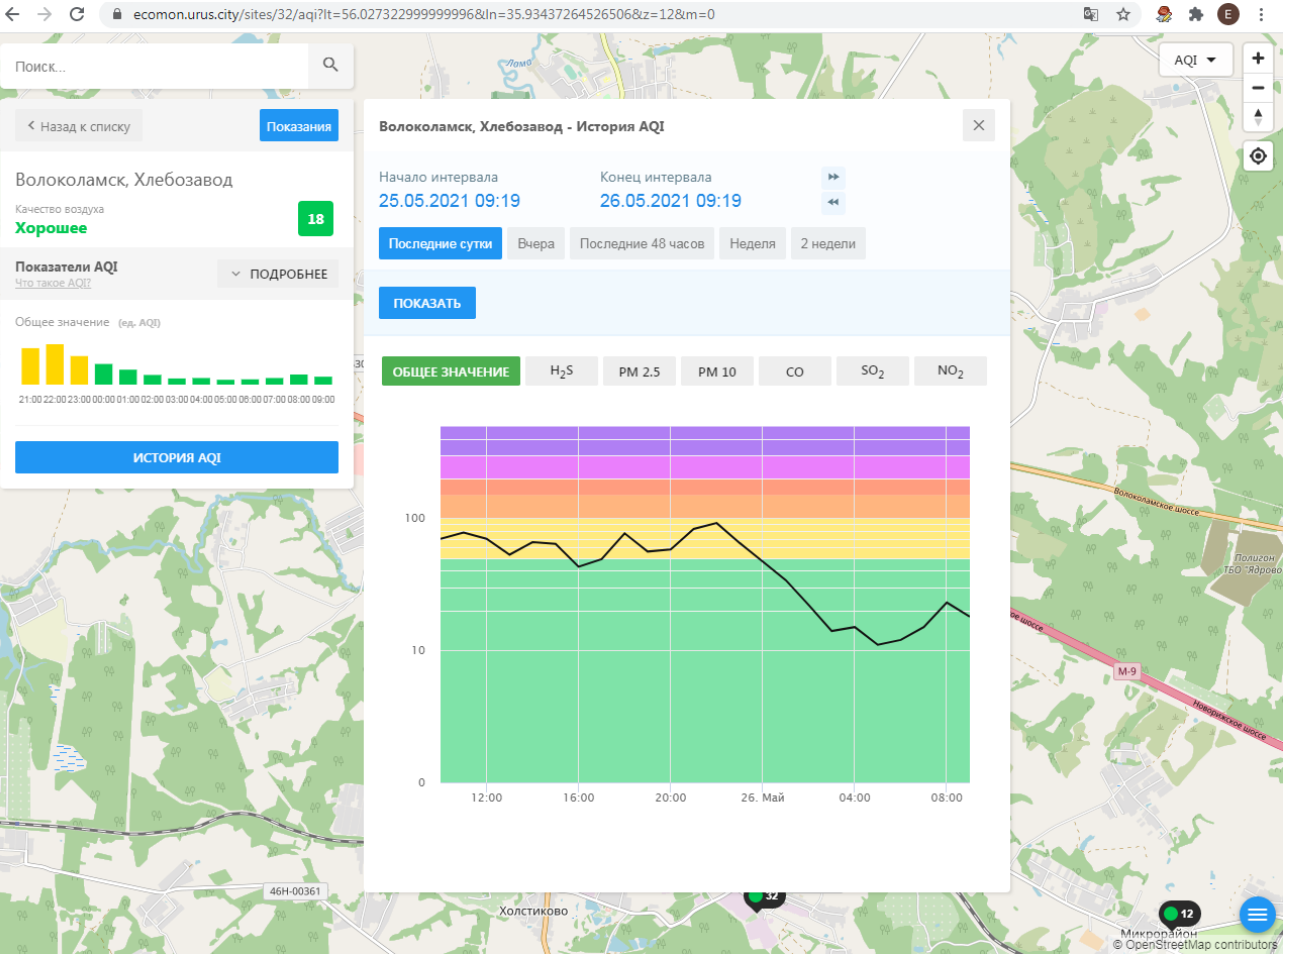 ecomon.urus.city/sites/32/aqi?lt=56.027322999999996&ln=35.93437264526506&z=12&m=0
E
Поиск...
Лама
AQI
Назад к списку
Показания
Волоколамск, Хлебозавод
Качество воздуха
Хорошее
18
Показатели AQI
Что такое AQI?
ПОДРОБНЕЕ
Общее значение (ед. AQI)
21:00 22:00 23:00 00:00 01:00 02:00 03:00 04:00 05:00 06:00 07:00 08:00 09:00
ИСТОРИЯ AQI
Волоколамск, Хлебозавод - История AQI
Начало интервала
25.05.2021 09:19
Конец интервала
26.05.2021 09:19
Последние сутки
Вчера
Последние 48 часов
Неделя
2 недели
ПОКАЗАТЬ
ОБЩЕЕ ЗНАЧЕНИЕ
H2S
PM 2.5
PM 10
CO
SO2
NO2
100
10
0
12:00 16:00 20:00 26. Май 04:00 08:00
Волоколамское шоссе
Полигон
ТБО "Ядрово
M-9
Новорижское шоссе
46Н-00361
Холстиково
32
12
Микрорайон
© OpenStreetMap contributors